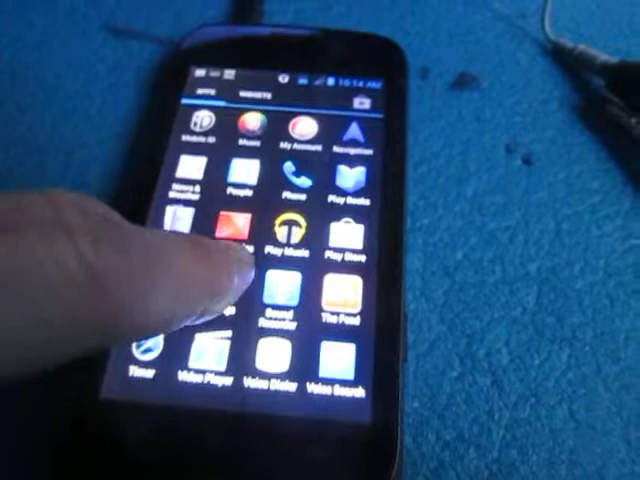 10:14 AM
APPS WIDGETS
Mobile ID Music My Account Navigation
News & Weather People Phone Play Books
Play Music Play Store
Sound Recorder The Feed
Timer Video Player Voice Dialer Voice Search